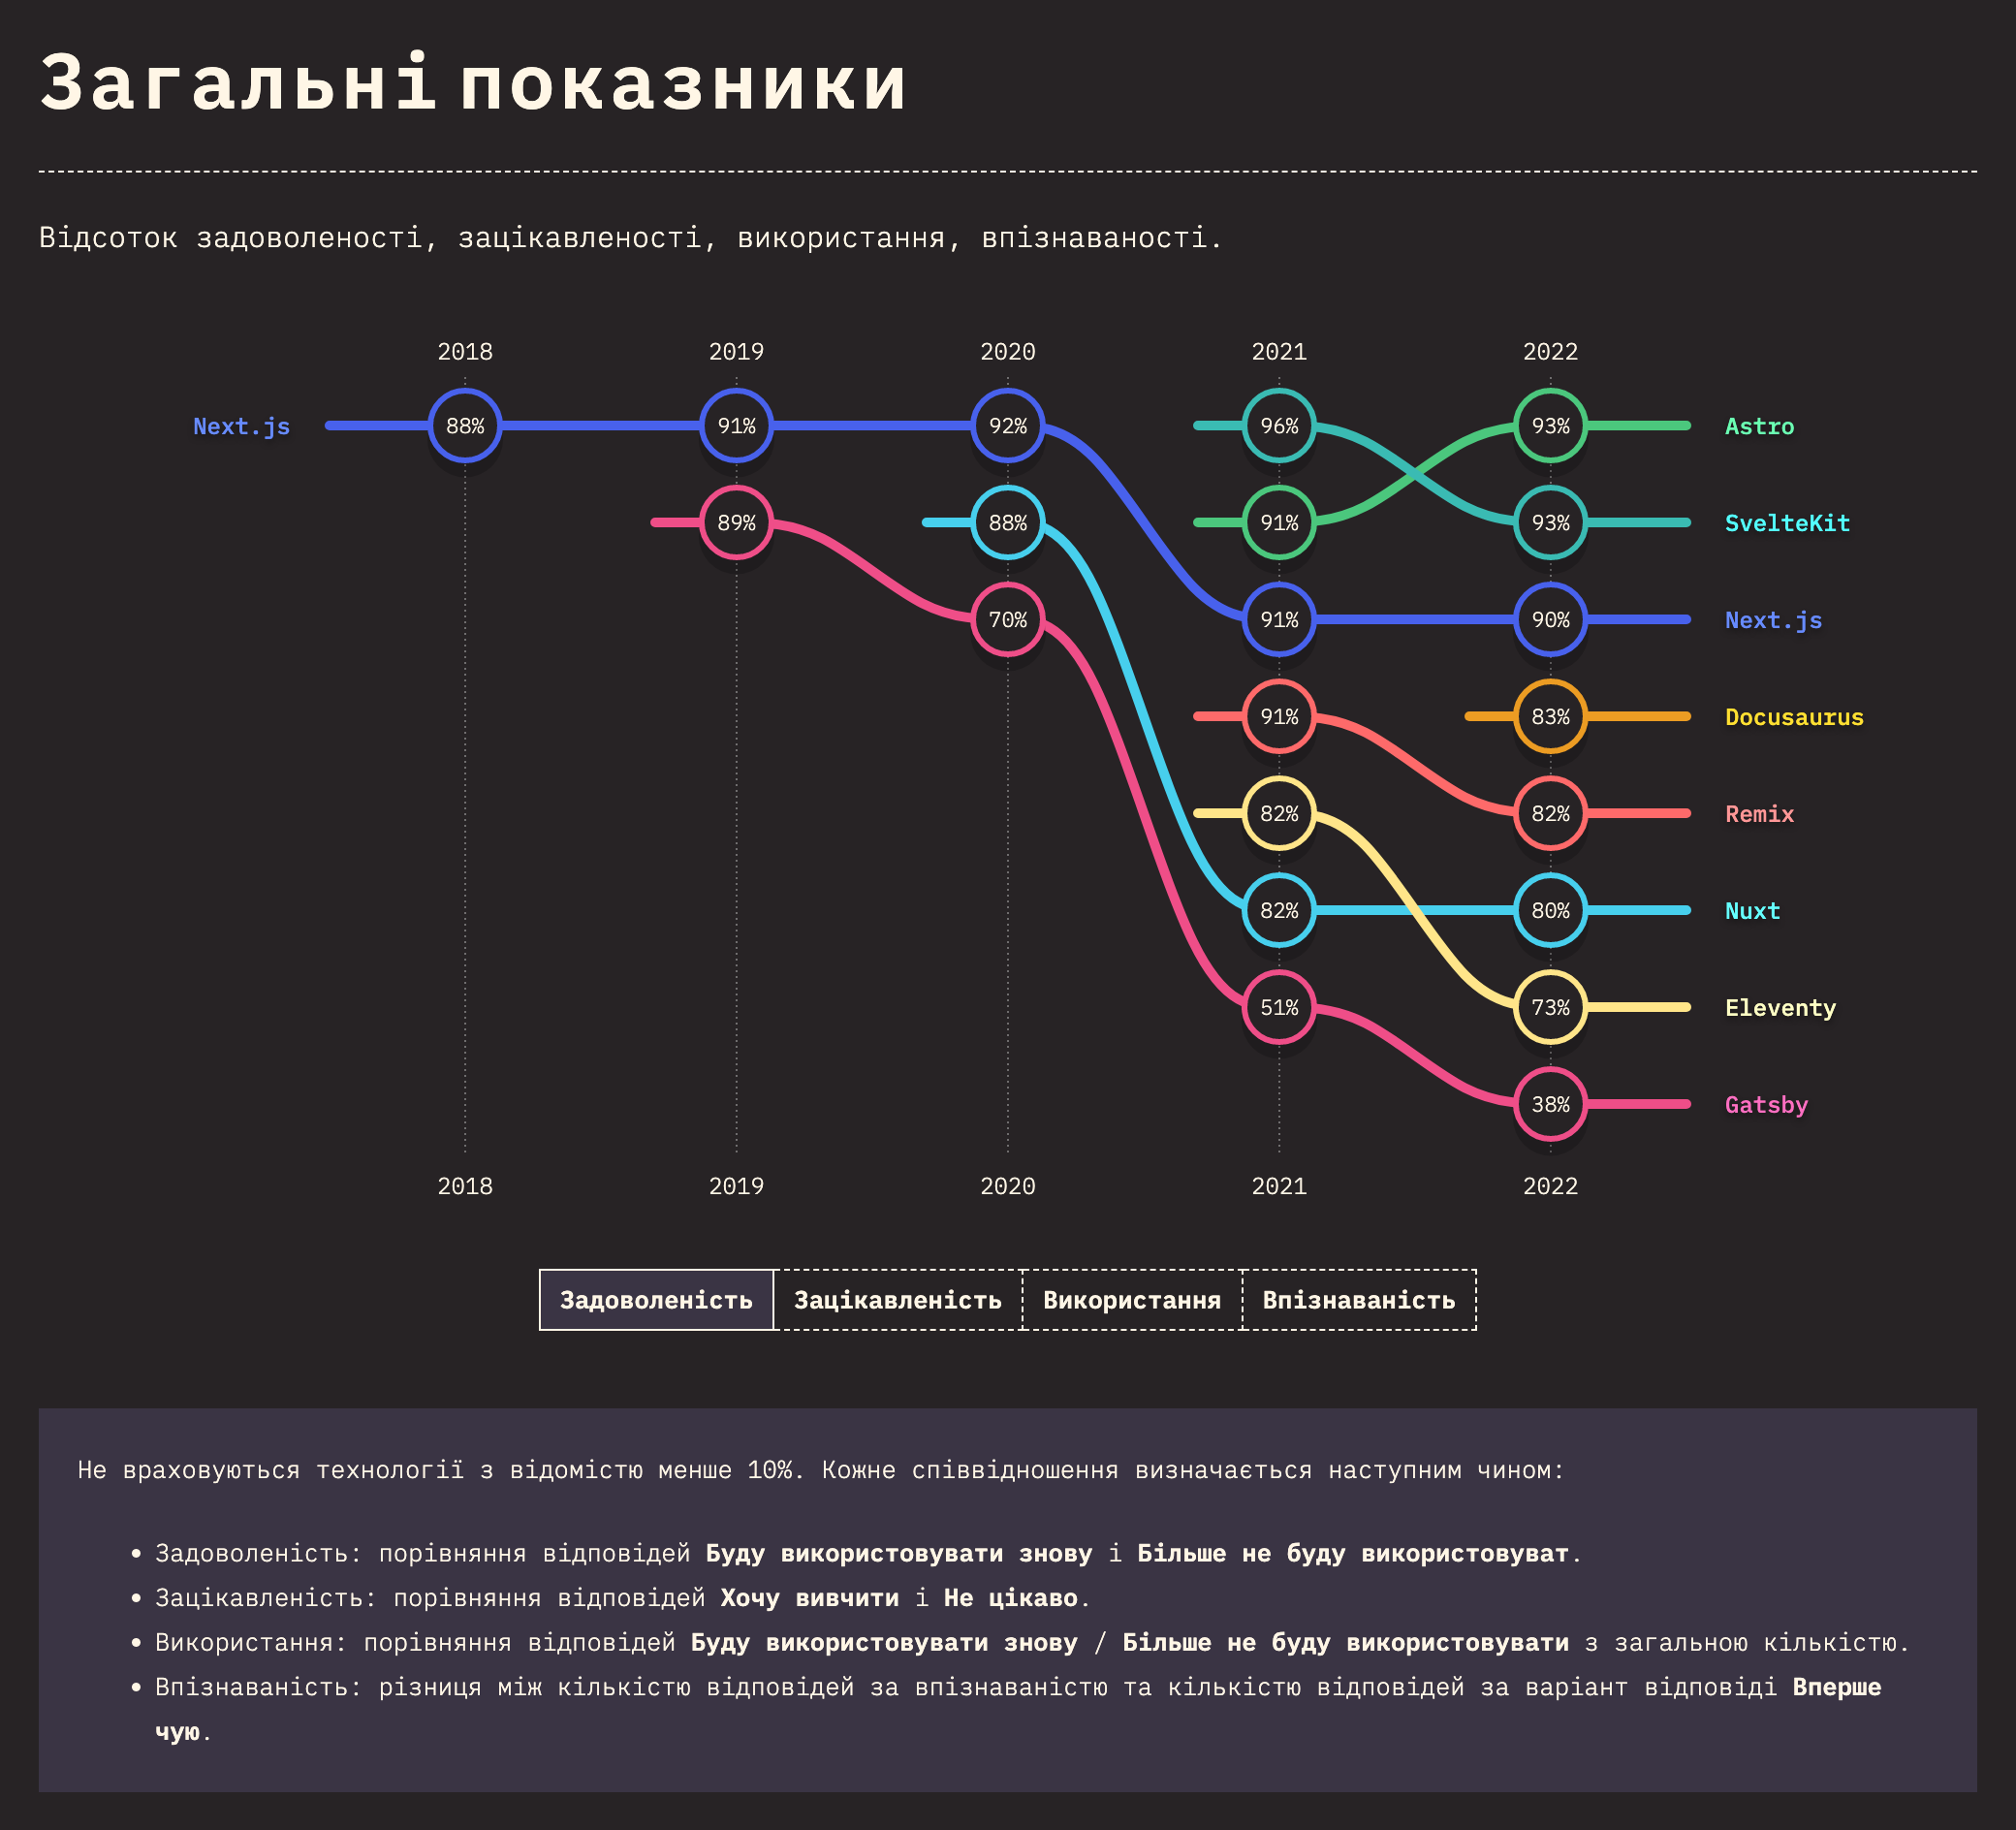 Загальні показники
Відсоток задоволеності, зацікавленості, використання, впізнаваності.
2018 2019 2020 2021 2022
Next.js 88% 91% 92% 96% 93% Astro
89% 88% 91% 93% SvelteKit
70% 91% 90% Next.js
91% 83% Docusaurus
82% 82% Remix
82% 80% Nuxt
51% 73% Eleventy
38% Gatsby
2018 2019 2020 2021 2022
Задоволеність Зацікавленість Використання Впізнаваність
Не враховуються технології з відомістю менше 10%. Кожне співвідношення визначається наступним чином:
• Задоволеність: порівняння відповідей Буду використовувати знову і Більше не буду використовуват.
• Зацікавленість: порівняння відповідей Хочу вивчити і Не цікаво.
• Використання: порівняння відповідей Буду використовувати знову / Більше не буду використовувати з загальною кількістю.
• Впізнаваність: різниця між кількістю відповідей за впізнаваністю та кількістю відповідей за варіант відповіді Вперше
чую.